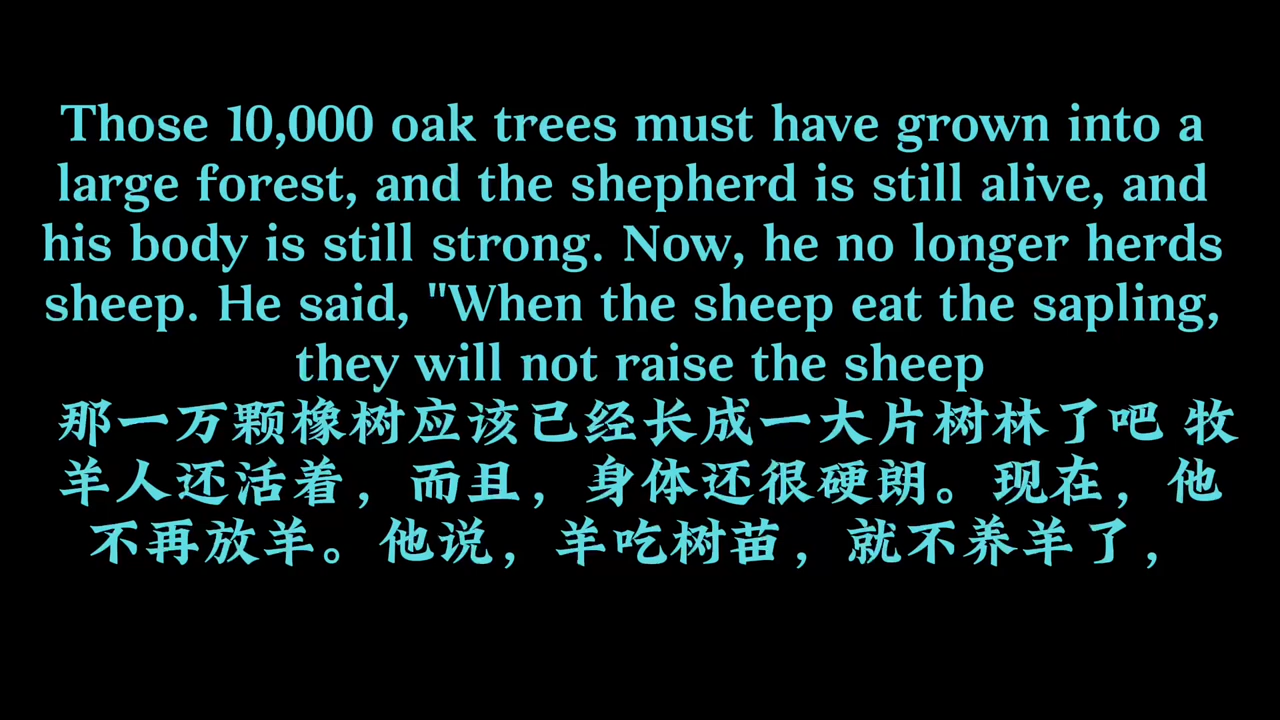 Those 10,000 oak trees must have grown into a
large forest, and the shepherd is still alive, and
his body is still strong. Now, he no longer herds
sheep. He said, "When the sheep eat the sapling,
they will not raise the sheep
那一万颗橡树应该已经长成一大片树林了吧 牧
羊人还活着，而且，身体还很硬朗。现在，他
不再放羊。他说，羊吃树苗，就不养羊了，